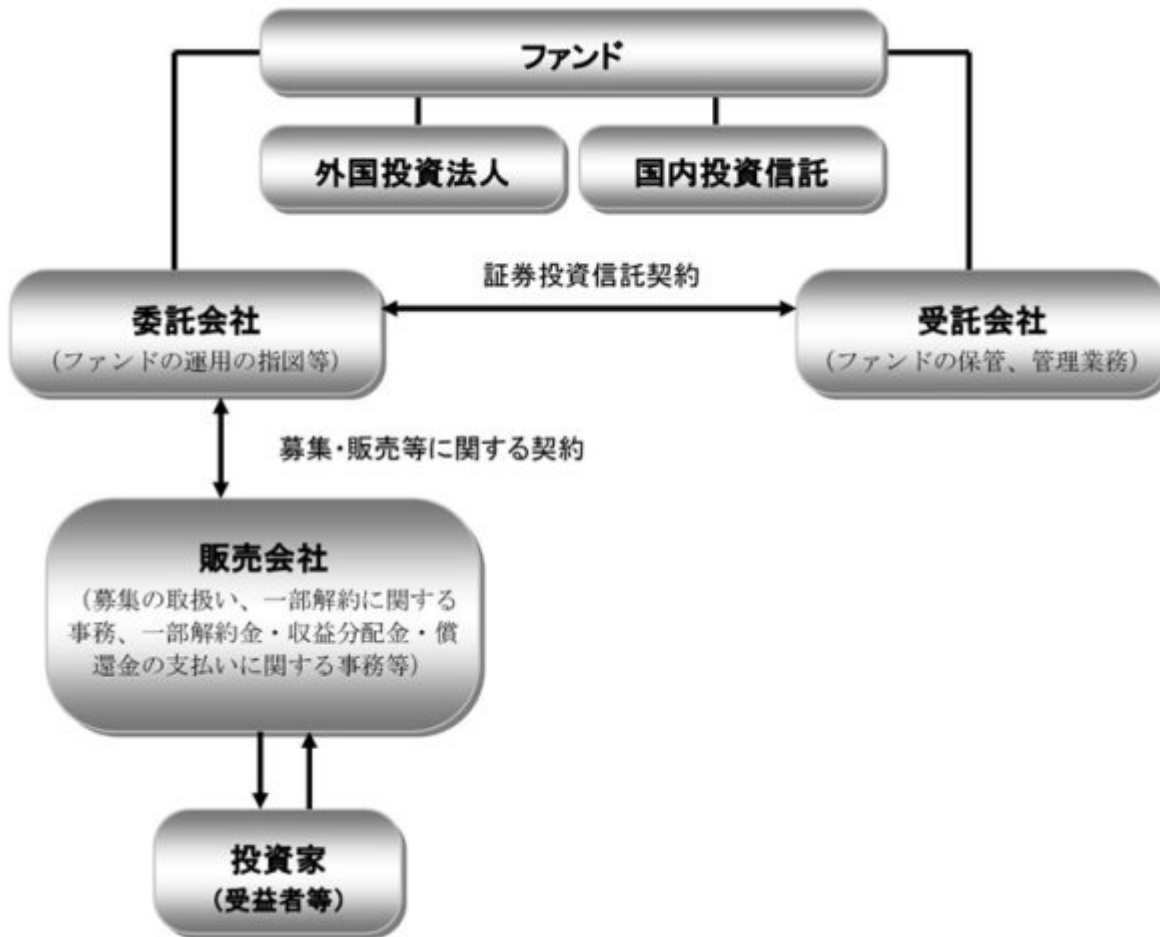 ファンド
外国投資法人
国内投資信託
証券投資信託契約
委託会社
（ファンドの運用の指図等）
受託会社
（ファンドの保管、管理業務）
募集・販売等に関する契約
販売会社
（募集の取扱い、一部解約に関する
事務、一部解約金・収益分配金・償
還金の支払いに関する事務等）
投資家
（受益者等）